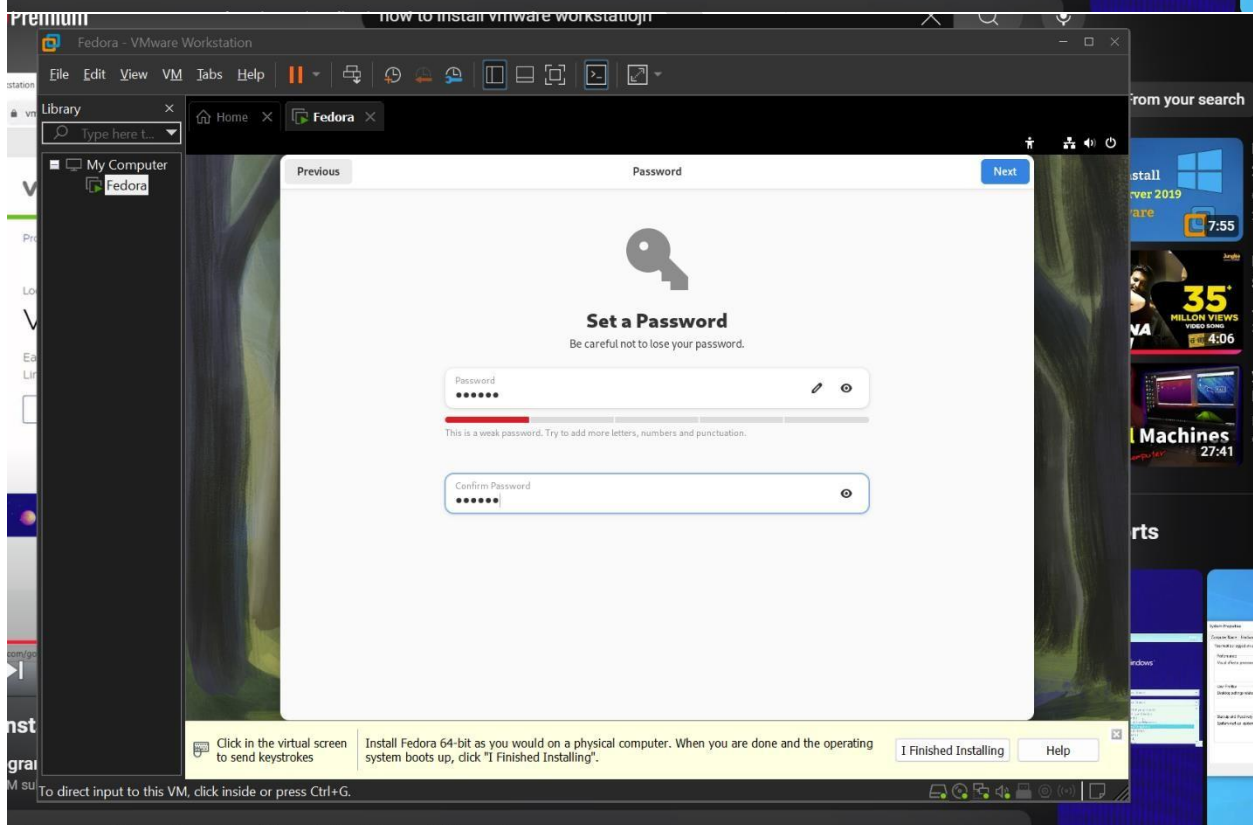 Premium
how to install vmware workstatiojn
Fedora - VMware Workstation
File Edit View VM Tabs Help
Library
Type here t...
My Computer
Fedora
Home
Fedora
Previous
Password
Next
Set a Password
Be careful not to lose your password.
Password
●●●●●●
This is a weak password. Try to add more letters, numbers and punctuation.
Confirm Password
●●●●●●
Click in the virtual screen
to send keystrokes
Install Fedora 64-bit as you would on a physical computer. When you are done and the operating
system boots up, click "I Finished Installing".
I Finished Installing
Help
To direct input to this VM, click inside or press Ctrl+G.
From your search
7:55
35+
MILLON VIEWS
VIDEO SONG
4:06
Machines
27:41